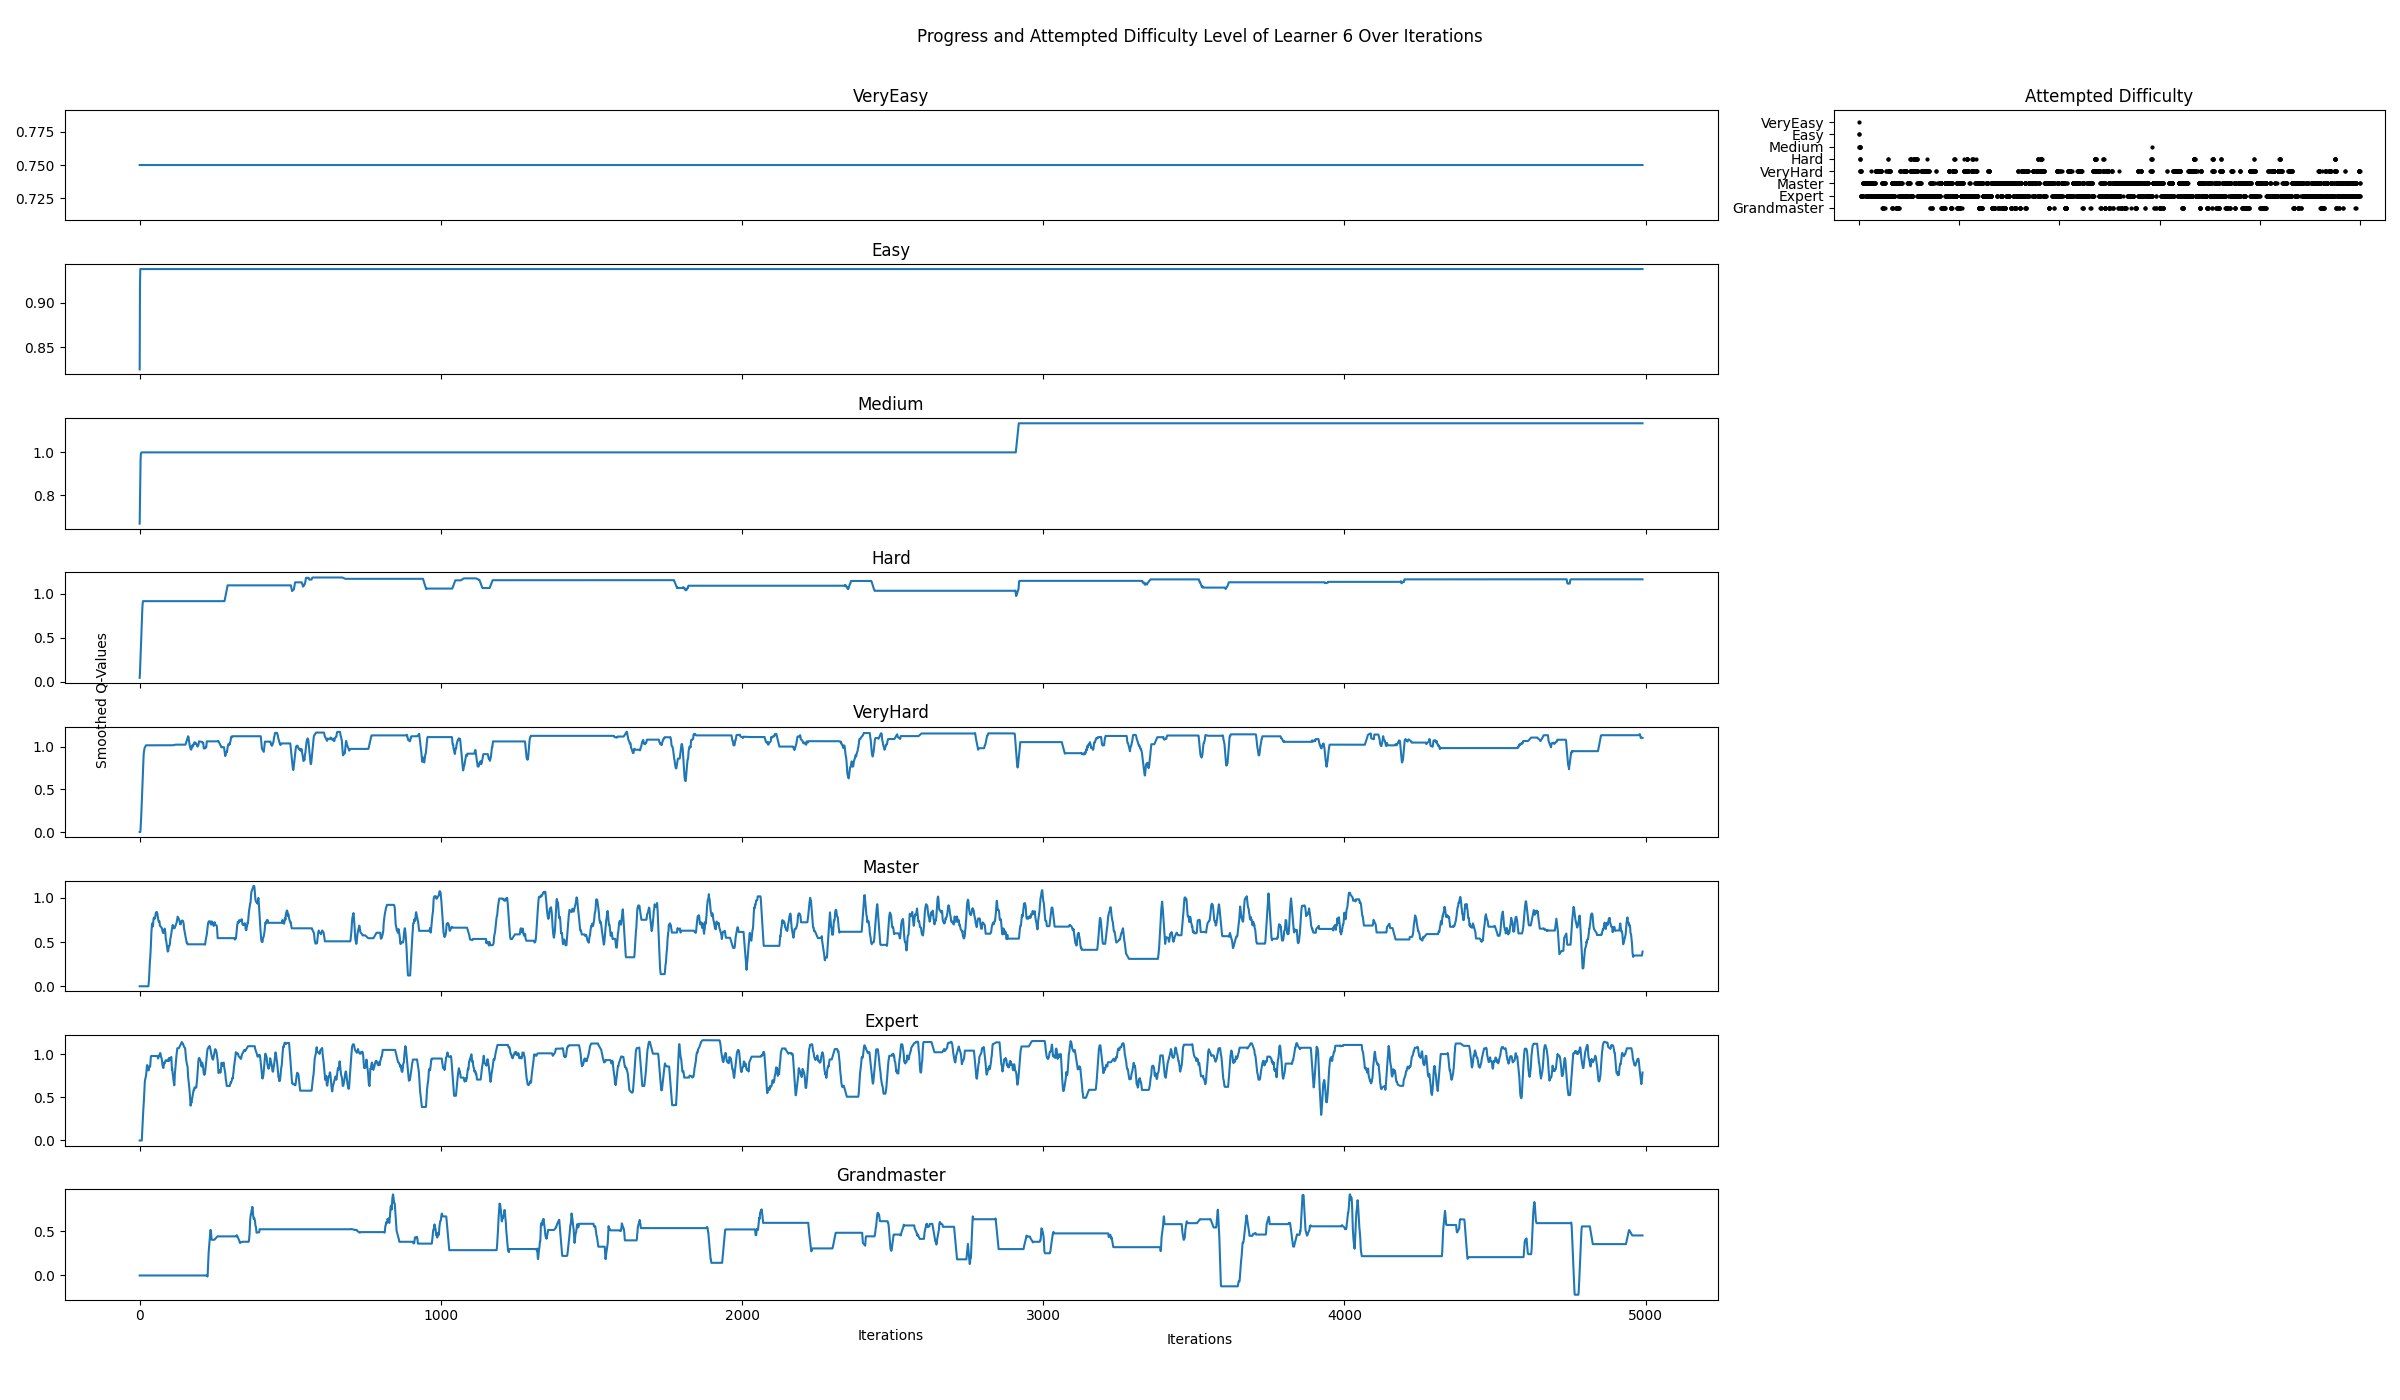 Progress and Attempted Difficulty Level of Learner 6 Over Iterations
VeryEasy
0.775
0.750
0.725
Attempted Difficulty
VeryEasy
Easy
Medium
Hard
VeryHard
Master
Expert
Grandmaster
Easy
0.90
0.85
Medium
1.0
0.8
Hard
1.0
0.5
0.0
Smoothed Q-Values
VeryHard
1.0
0.5
0.0
Master
1.0
0.5
0.0
Expert
1.0
0.5
0.0
Grandmaster
0.5
0.0
0 1000 2000 3000 4000 5000
Iterations
Iterations